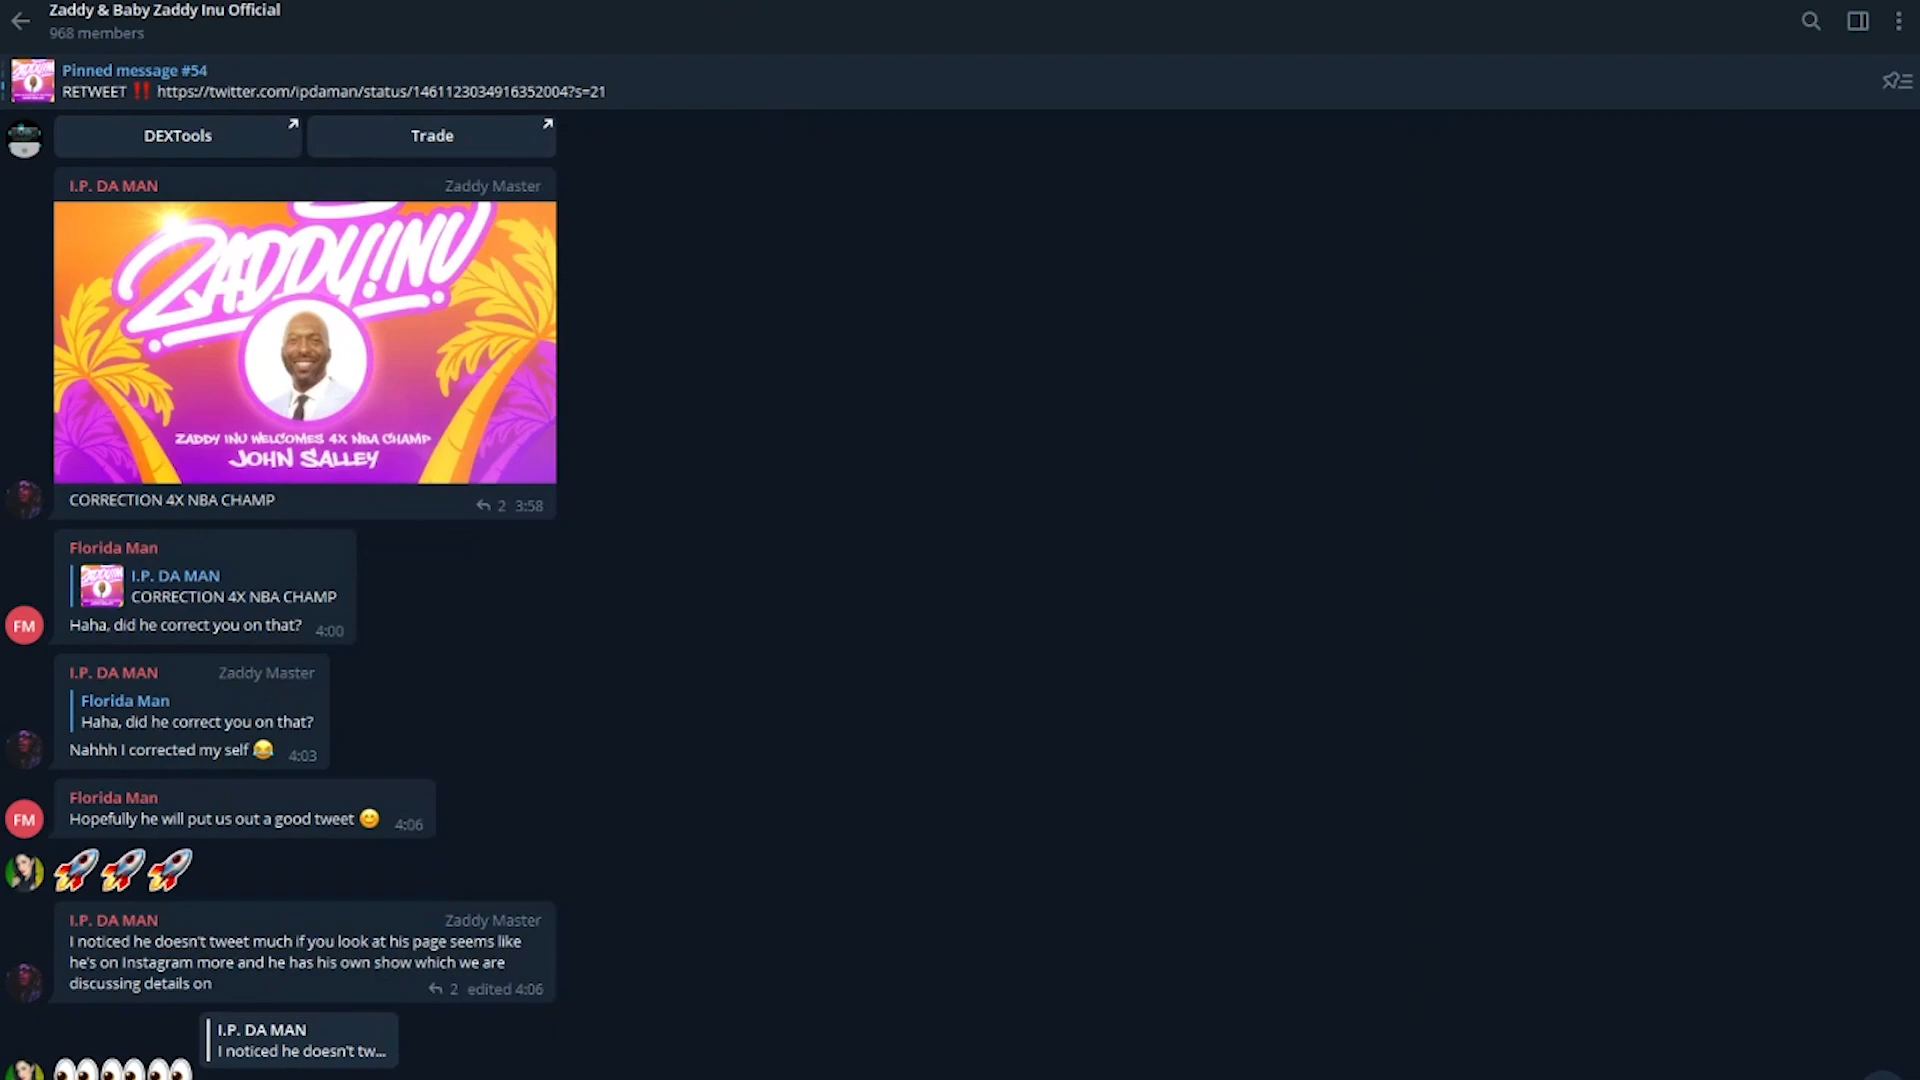 Zaddy & Baby Zaddy Inu Official
968 members
Pinned message #54
RETWEET ‼️ https://twitter.com/ipdaman/status/1461123034916352004?s=21
DEXTools
Trade
I.P. DA MAN Zaddy Master
ZADDY!NU
ZADDY INU WELCOMES 4X NBA CHAMP
JOHN SALLEY
CORRECTION 4X NBA CHAMP
2 3:58
Florida Man
I.P. DA MAN
CORRECTION 4X NBA CHAMP
Haha, did he correct you on that? 4:00
FM
I.P. DA MAN Zaddy Master
Florida Man
Haha, did he correct you on that?
Nahhh I corrected my self 😂 4:03
Florida Man
Hopefully he will put us out a good tweet 😊 4:06
FM
🚀🚀🚀
I.P. DA MAN Zaddy Master
I noticed he doesn't tweet much if you look at his page seems like
he's on Instagram more and he has his own show which we are
discussing details on
2 edited 4:06
I.P. DA MAN
I noticed he doesn't tw...
👀👀👀